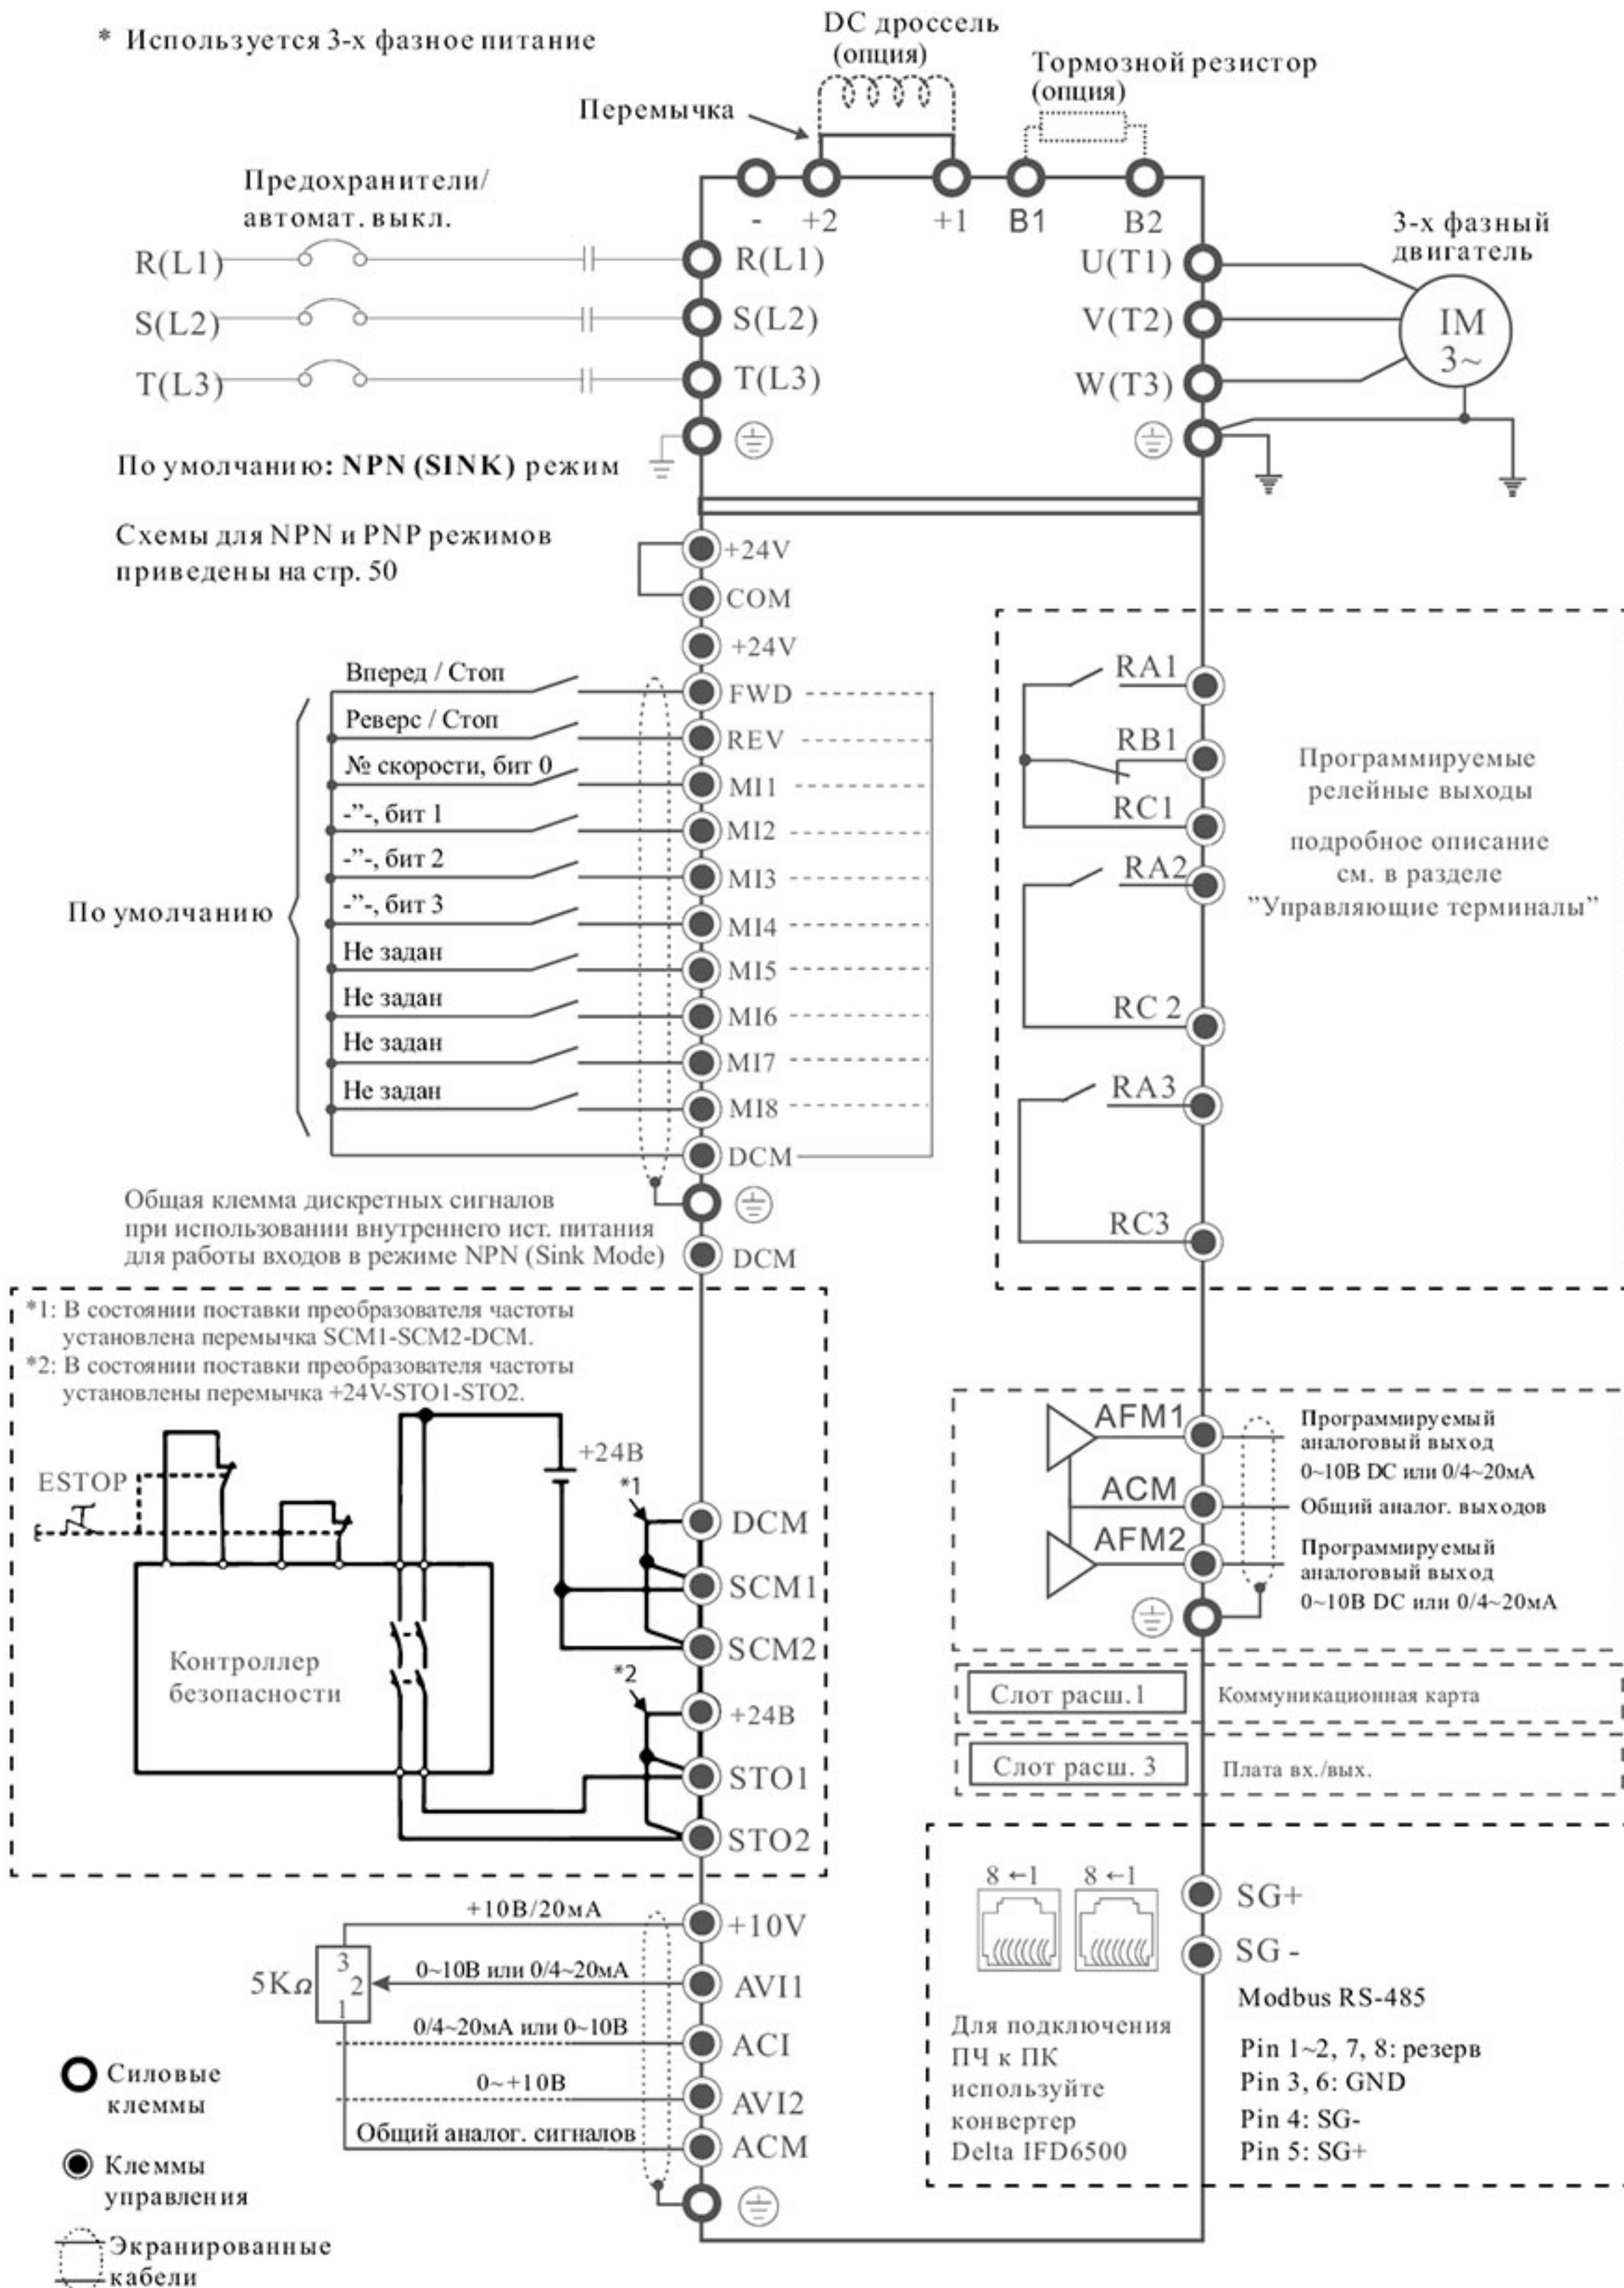 * Используется 3-х фазное питание
DC дроссель
(опция)
Тормозной резистор
(опция)
Перемычка
Предохранители/
автомат. выкл.
- +2 +1 B1 B2
3-х фазный
двигатель
R(L1) R(L1) U(T1)
S(L2) S(L2) V(T2)
IM
3~
T(L3) T(L3) W(T3)
По умолчанию: NPN (SINK) режим
Схемы для NPN и PNP режимов
приведены на стр. 50
+24V
COM
+24V
Вперед / Стоп FWD
Реверс / Стоп REV
№ скорости, бит 0 MI1
-”-, бит 1 MI2
-”-, бит 2 MI3
-”-, бит 3 MI4
По умолчанию
Не задан MI5
Не задан MI6
Не задан MI7
Не задан MI8
DCM
Общая клемма дискретных сигналов
при использовании внутреннего ист. питания
для работы входов в режиме NPN (Sink Mode)
DCM
RA1
RB1
RC1
RA2
RC 2
RA3
RC3
Программируемые
релейные выходы
подробное описание
см. в разделе
”Управляющие терминалы”
*1: В состоянии поставки преобразователя частоты
установлена перемычка SCM1-SCM2-DCM.
*2: В состоянии поставки преобразователя частоты
установлены перемычка +24V-STO1-STO2.
ESTOP
+24В
*1
DCM
SCM1
SCM2
Контроллер
безопасности
*2
+24В
STO1
STO2
AFM1
Программируемый
аналоговый выход
0~10В DC или 0/4~20мА
ACM
Общий аналог. выходов
AFM2
Программируемый
аналоговый выход
0~10В DC или 0/4~20мА
Слот расш.1 Коммуникационная карта
Слот расш. 3 Плата вх./вых.
8 ←1 8 ←1
SG+
SG -
Modbus RS-485
Для подключения
ПЧ к ПК
используйте
конвертер
Delta IFD6500
Pin 1~2, 7, 8: резерв
Pin 3, 6: GND
Pin 4: SG-
Pin 5: SG+
+10В/20мА +10V
5KΩ
3
2
1
0~10В или 0/4~20мА AVI1
0/4~20мА или 0~10В ACI
0~+10В AVI2
Общий аналог. сигналов ACM
Силовые
клеммы
Клеммы
управления
Экранированные
кабели